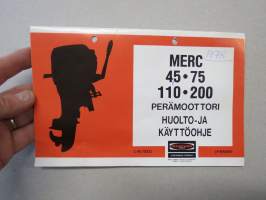 MERC
45•75
110•200
PERÄMOOTTORI
HUOLTO-JA
KÄYTTÖOHJE